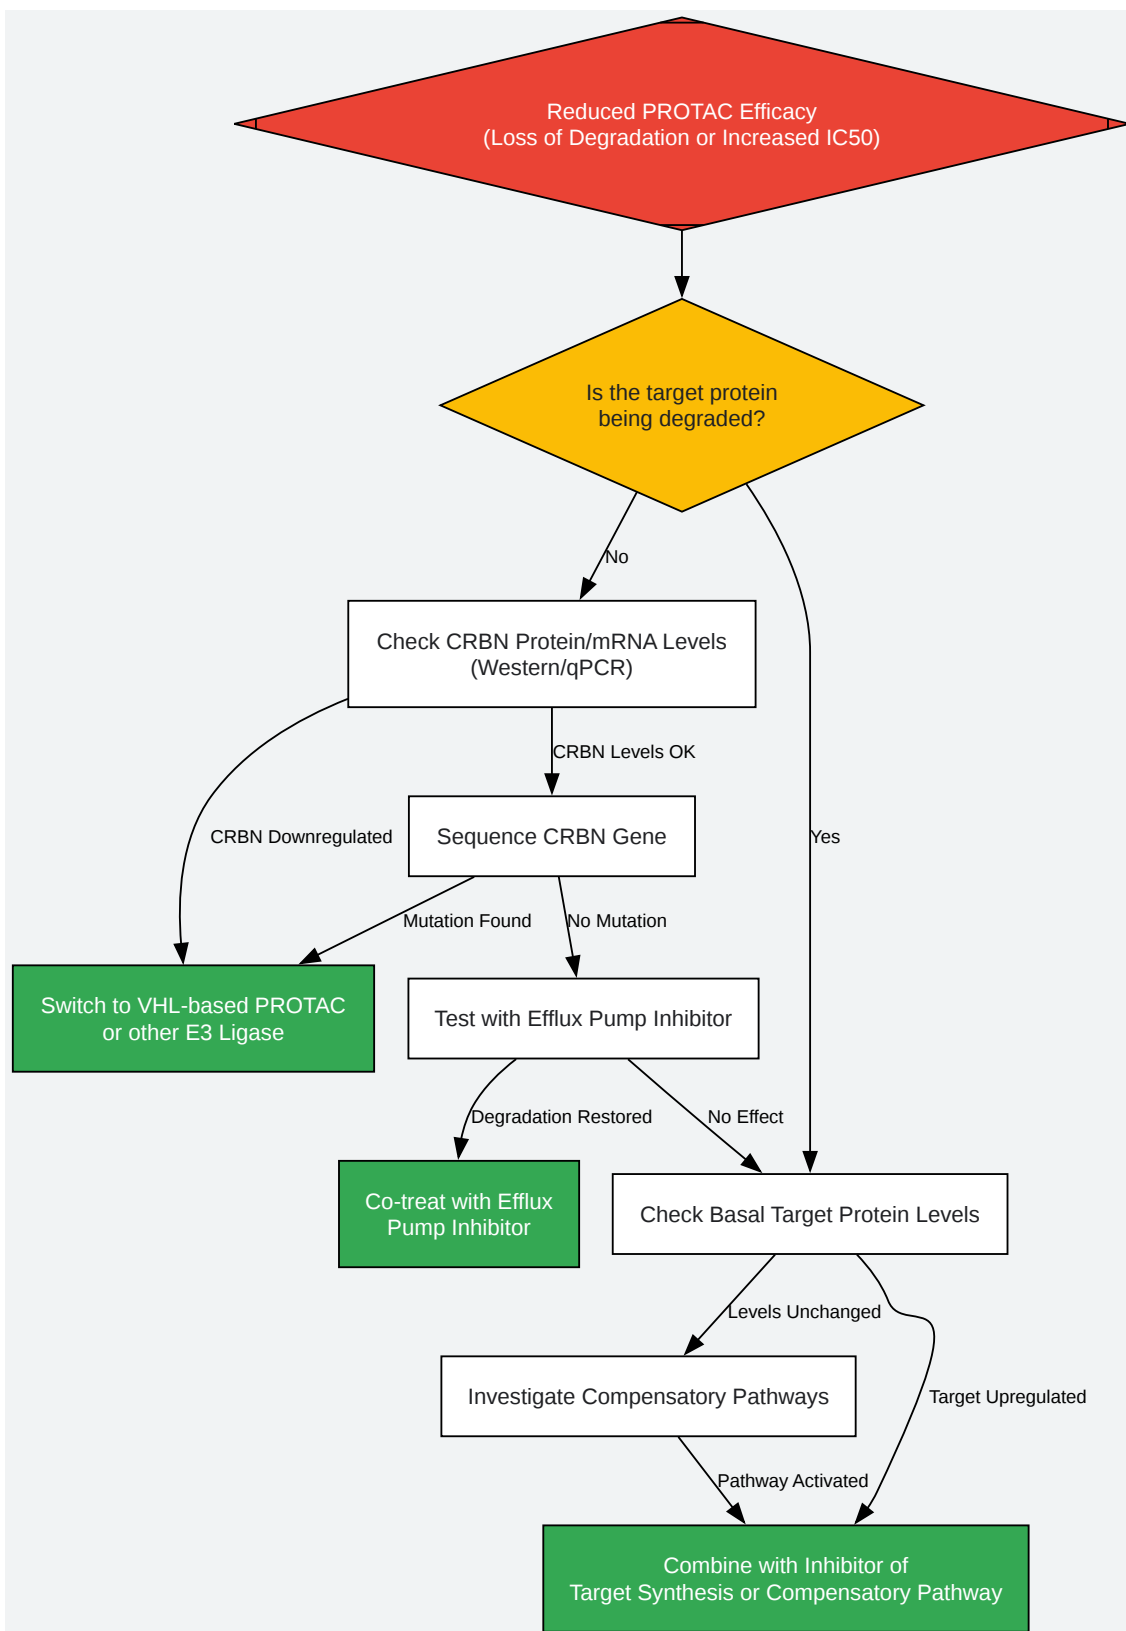 Reduced PROTAC Efficacy
(Loss of Degradation or Increased IC50)
Is the target protein
being degraded?
No
Check CRBN Protein/mRNA Levels
(Western/qPCR)
CRBN Levels OK
CRBN Downregulated
Sequence CRBN Gene
Yes
Mutation Found
No Mutation
Switch to VHL-based PROTAC
or other E3 Ligase
Test with Efflux Pump Inhibitor
Degradation Restored
No Effect
Co-treat with Efflux
Pump Inhibitor
Check Basal Target Protein Levels
Levels Unchanged
Investigate Compensatory Pathways
Target Upregulated
Pathway Activated
Combine with Inhibitor of
Target Synthesis or Compensatory Pathway